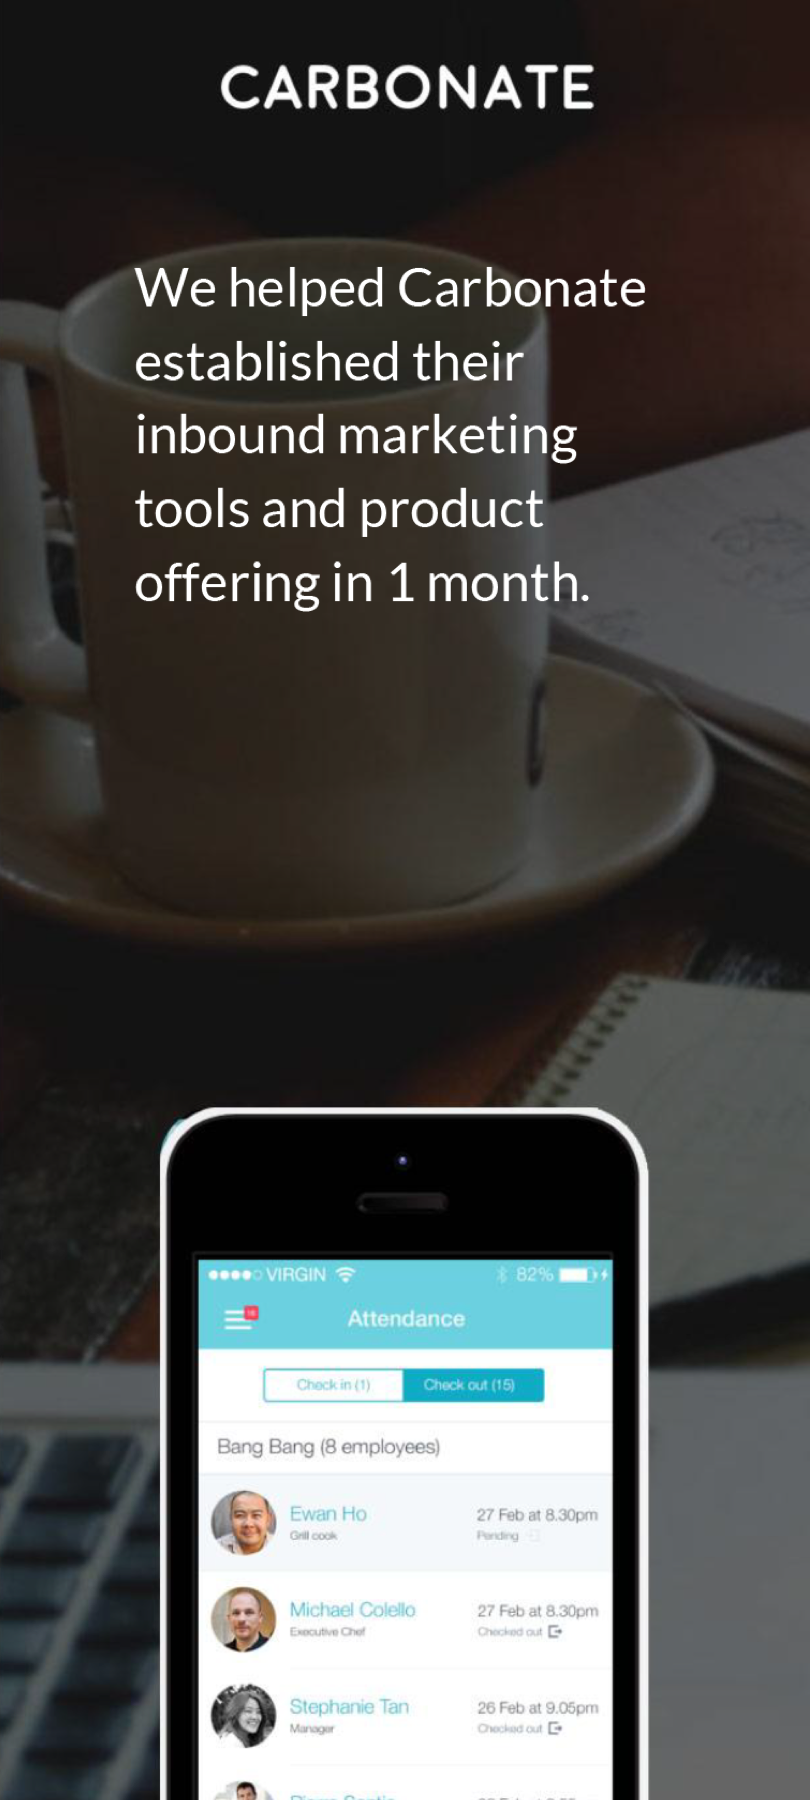 CARBONATE
We helped Carbonate
established their
inbound marketing
tools and product
offering in 1 month.
VIRGIN 82%
Attendance
Check in (1) Check out (15)
Bang Bang (8 employees)
Ewan Ho 27 Feb at 8.30pm
Grill cook Pending
Michael Colello 27 Feb at 8.30pm
Executive Chef Checked out
Stephanie Tan 26 Feb at 9.05pm
Manager Checked out